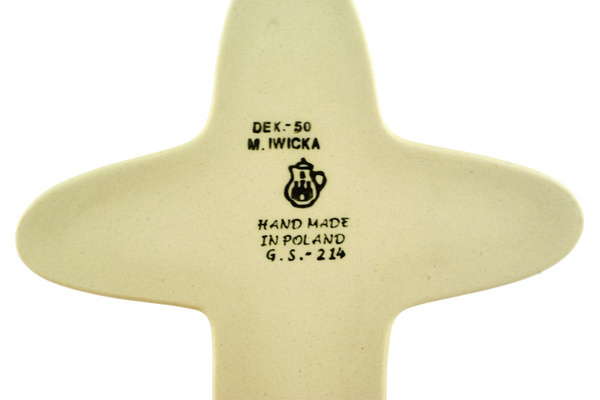 DEK.-50
M. IWICKA
HAND MADE
IN POLAND
G.S.-214